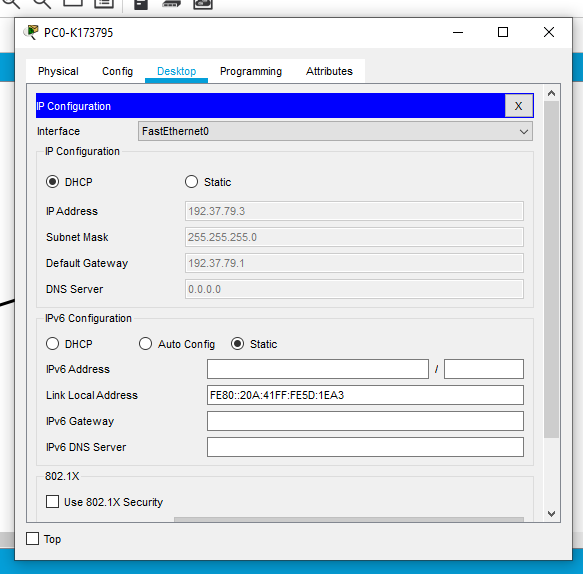 PC0-K173795
Physical Config Desktop Programming Attributes
IP Configuration X
Interface FastEthernet0
IP Configuration
DHCP Static
IP Address 192.37.79.3
Subnet Mask 255.255.255.0
Default Gateway 192.37.79.1
DNS Server 0.0.0.0
IPv6 Configuration
DHCP Auto Config Static
IPv6 Address /
Link Local Address FE80::20A:41FF:FE5D:1EA3
IPv6 Gateway
IPv6 DNS Server
802.1X
Use 802.1X Security
Top